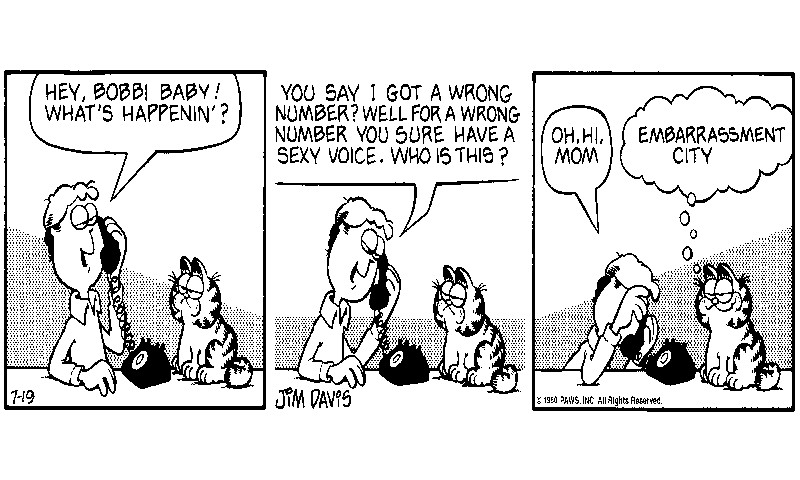 HEY, BOBBI BABY!
WHAT'S HAPPENIN'?
7-19
YOU SAY I GOT A WRONG
NUMBER? WELL FOR A WRONG
NUMBER YOU SURE HAVE A
SEXY VOICE. WHO IS THIS?
JIM DAVIS
OH, HI,
MOM
EMBARRASSMENT
CITY
© 1980 PAWS, INC. All Rights Reserved.